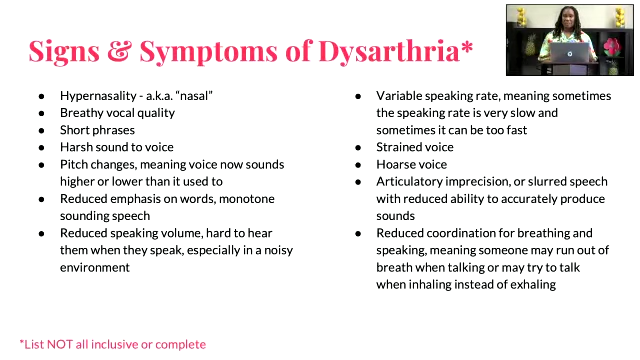 Signs & Symptoms of Dysarthria*
● Hypernasality - a.k.a. “nasal”
● Breathy vocal quality
● Short phrases
● Harsh sound to voice
● Pitch changes, meaning voice now sounds
higher or lower than it used to
● Reduced emphasis on words, monotone
sounding speech
● Reduced speaking volume, hard to hear
them when they speak, especially in a noisy
environment
● Variable speaking rate, meaning sometimes
the speaking rate is very slow and
sometimes it can be too fast
● Strained voice
● Hoarse voice
● Articulatory imprecision, or slurred speech
with reduced ability to accurately produce
sounds
● Reduced coordination for breathing and
speaking, meaning someone may run out of
breath when talking or may try to talk
when inhaling instead of exhaling
*List NOT all inclusive or complete